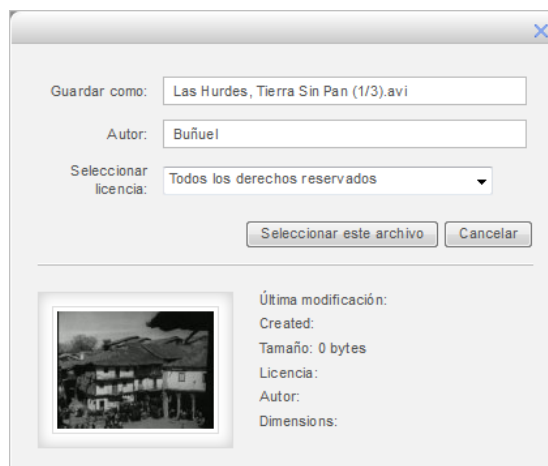 Guardar como: Las Hurdes, Tierra Sin Pan (1/3).avi
Autor: Buñuel
Seleccionar
licencia: Todos los derechos reservados
Seleccionar este archivo Cancelar
Última modificación:
Created:
Tamaño: 0 bytes
Licencia:
Autor:
Dimensions: